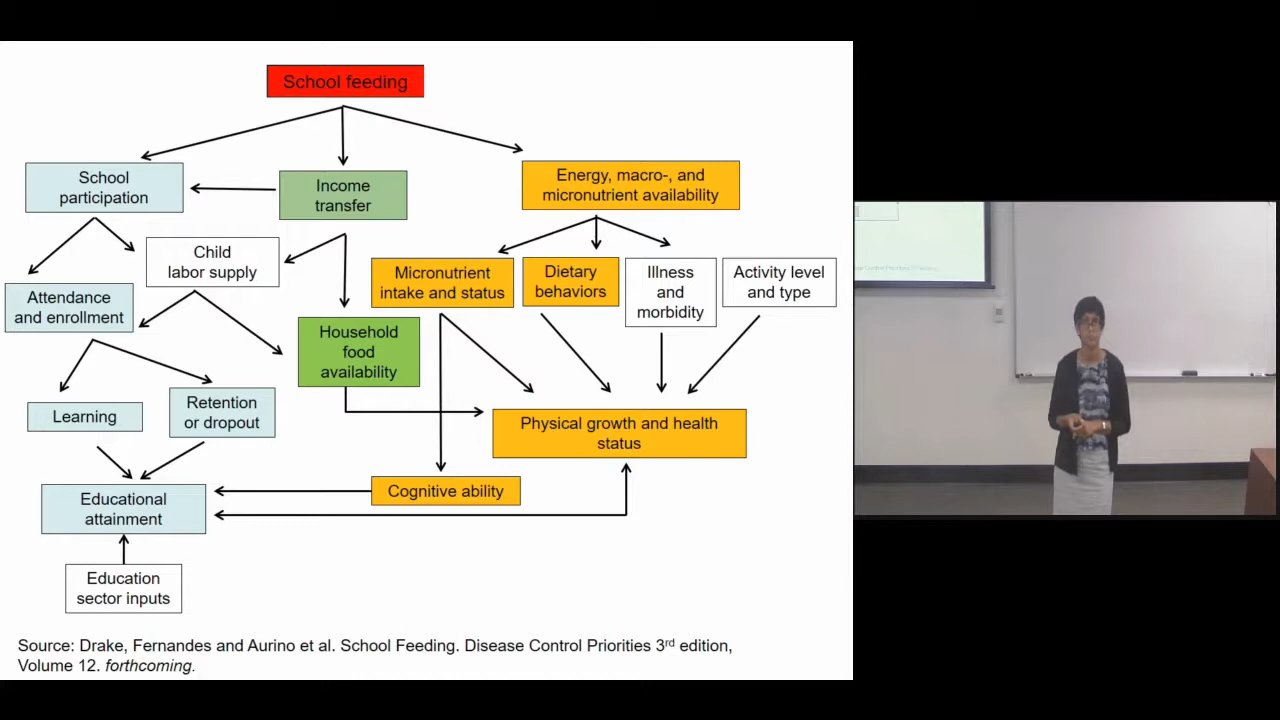 School feeding
School
participation
Income
transfer
Energy, macro-, and
micronutrient availability
Child
labor supply
Micronutrient
intake and status
Dietary
behaviors
Illness
and
morbidity
Activity level
and type
Attendance
and enrollment
Household
food
availability
Learning
Retention
or dropout
Physical growth and health
status
Cognitive ability
Educational
attainment
Education
sector inputs
Source: Drake, Fernandes and Aurino et al. School Feeding. Disease Control Priorities 3rd edition,
Volume 12. forthcoming.